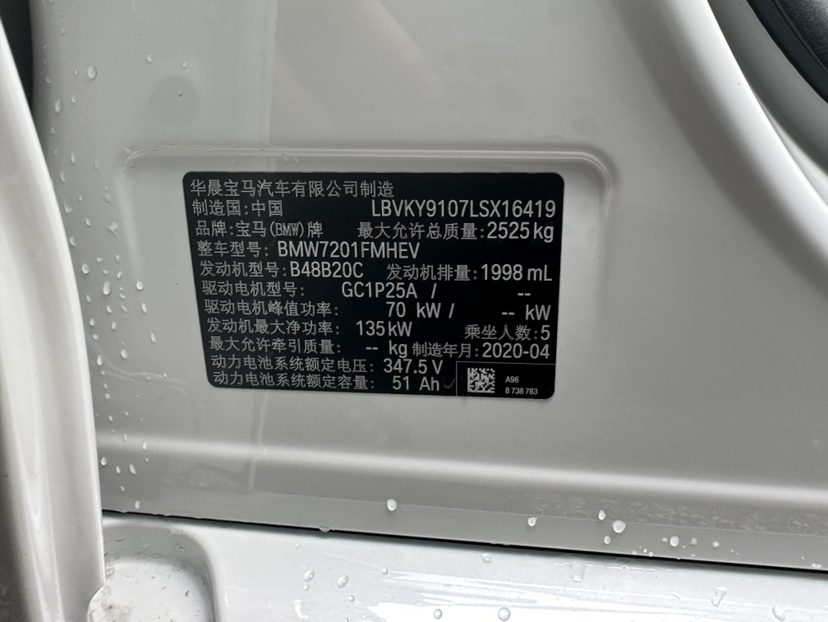 华晨宝马汽车有限公司制造
制造国:中国 LBVKY9107LSX16419
品牌:宝马(BMW)牌 最大允许总质量:2525kg
整车型号:BMW7201FMHEV
发动机型号:B48B20C 发动机排量:1998 mL
驱动电机型号: GC1P25A / --
驱动电机峰值功率: 70 kW / -- kW
发动机最大净功率: 135kW 乘坐人数:5
最大允许牵引质量: -- kg 制造年月:2020-04
动力电池系统额定电压:347.5 V
动力电池系统额定容量: 51 Ah
A96
8 738 783